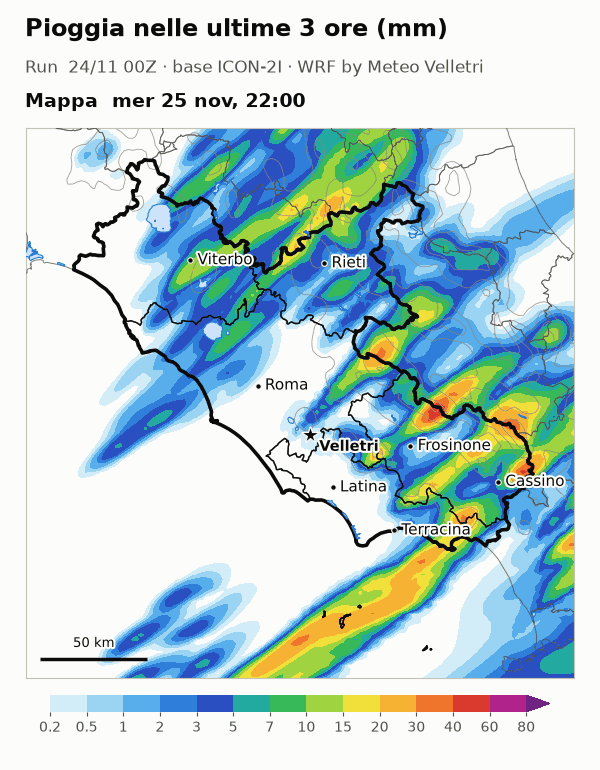 Pioggia nelle ultime 3 ore (mm)
Run  24/11 00Z · base ICON-2I · WRF by Meteo Velletri
Mappa  mer 25 nov, 22:00
Viterbo
Rieti
Roma
Velletri
Frosinone
Cassino
Latina
Terracina
50 km
0.2 0.5 1 2 3 5 7 10 15 20 30 40 60 80